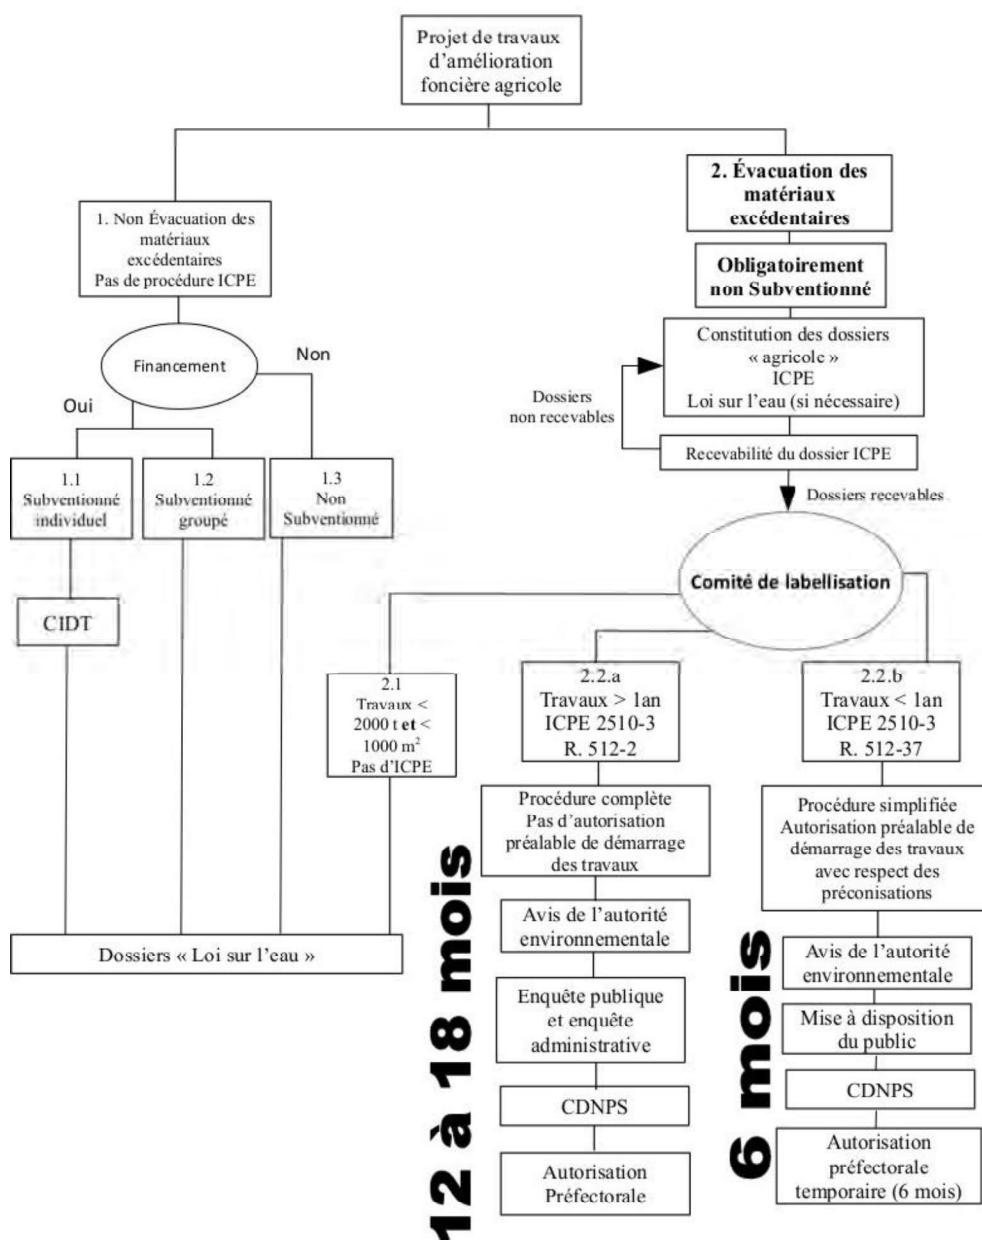 Projet de travaux
d'amélioration
foncière agricole
1. Non Évacuation des
matériaux
excédentaires
Pas de procédure ICPE
Financement
Oui
Non
1.1
Subventionné
individuel
1.2
Subventionné
groupé
1.3
Non
Subventionné
CIDT
2. Évacuation des
matériaux
excédentaires
Obligatoirement
non Subventionné
Constitution des dossiers
« agricole »
ICPE
Loi sur l'eau (si nécessaire)
Dossiers
non recevables
Recevabilité du dossier ICPE
Dossiers recevables
Comité de labellisation
2.1
Travaux <
2000 t et <
1000 m²
Pas d'ICPE
Dossiers « Loi sur l'eau »
2.2.a
Travaux > 1an
ICPE 2510-3
R. 512-2
Procédure complète
Pas d'autorisation
préalable de démarrage
des travaux
Avis de l'autorité
environnementale
Enquête publique
et enquête
administrative
CDNPS
Autorisation
Préfectorale
12 à 18 mois
2.2.b
Travaux < 1an
ICPE 2510-3
R. 512-37
Procédure simplifiée
Autorisation préalable de
démarrage des travaux
avec respect des
préconisations
Avis de l'autorité
environnementale
Mise à disposition
du public
CDNPS
Autorisation
préfectorale
temporaire (6 mois)
6 mois